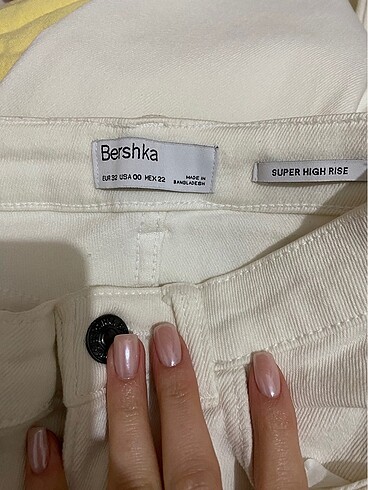 Bershka
EUR 32 USA 00 MEX 22
MADE IN
BANGLADESH
SUPER HIGH RISE